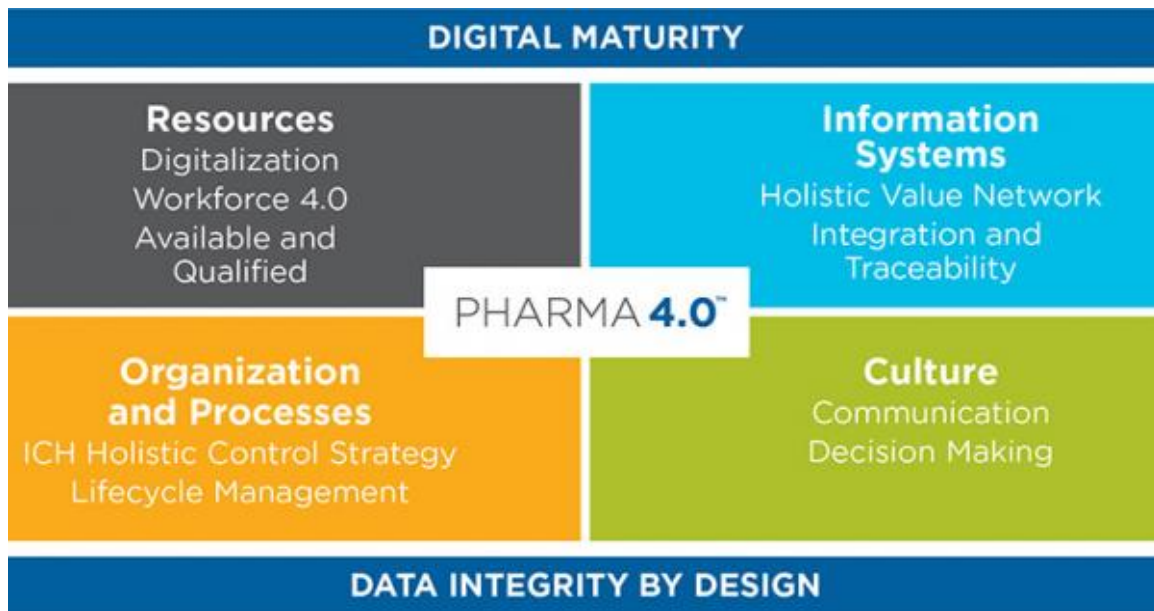 DIGITAL MATURITY
Resources
Digitalization
Workforce 4.0
Available and
Qualified
Information
Systems
Holistic Value Network
Integration and
Traceability
PHARMA 4.0™
Organization
and Processes
ICH Holistic Control Strategy
Lifecycle Management
Culture
Communication
Decision Making
DATA INTEGRITY BY DESIGN